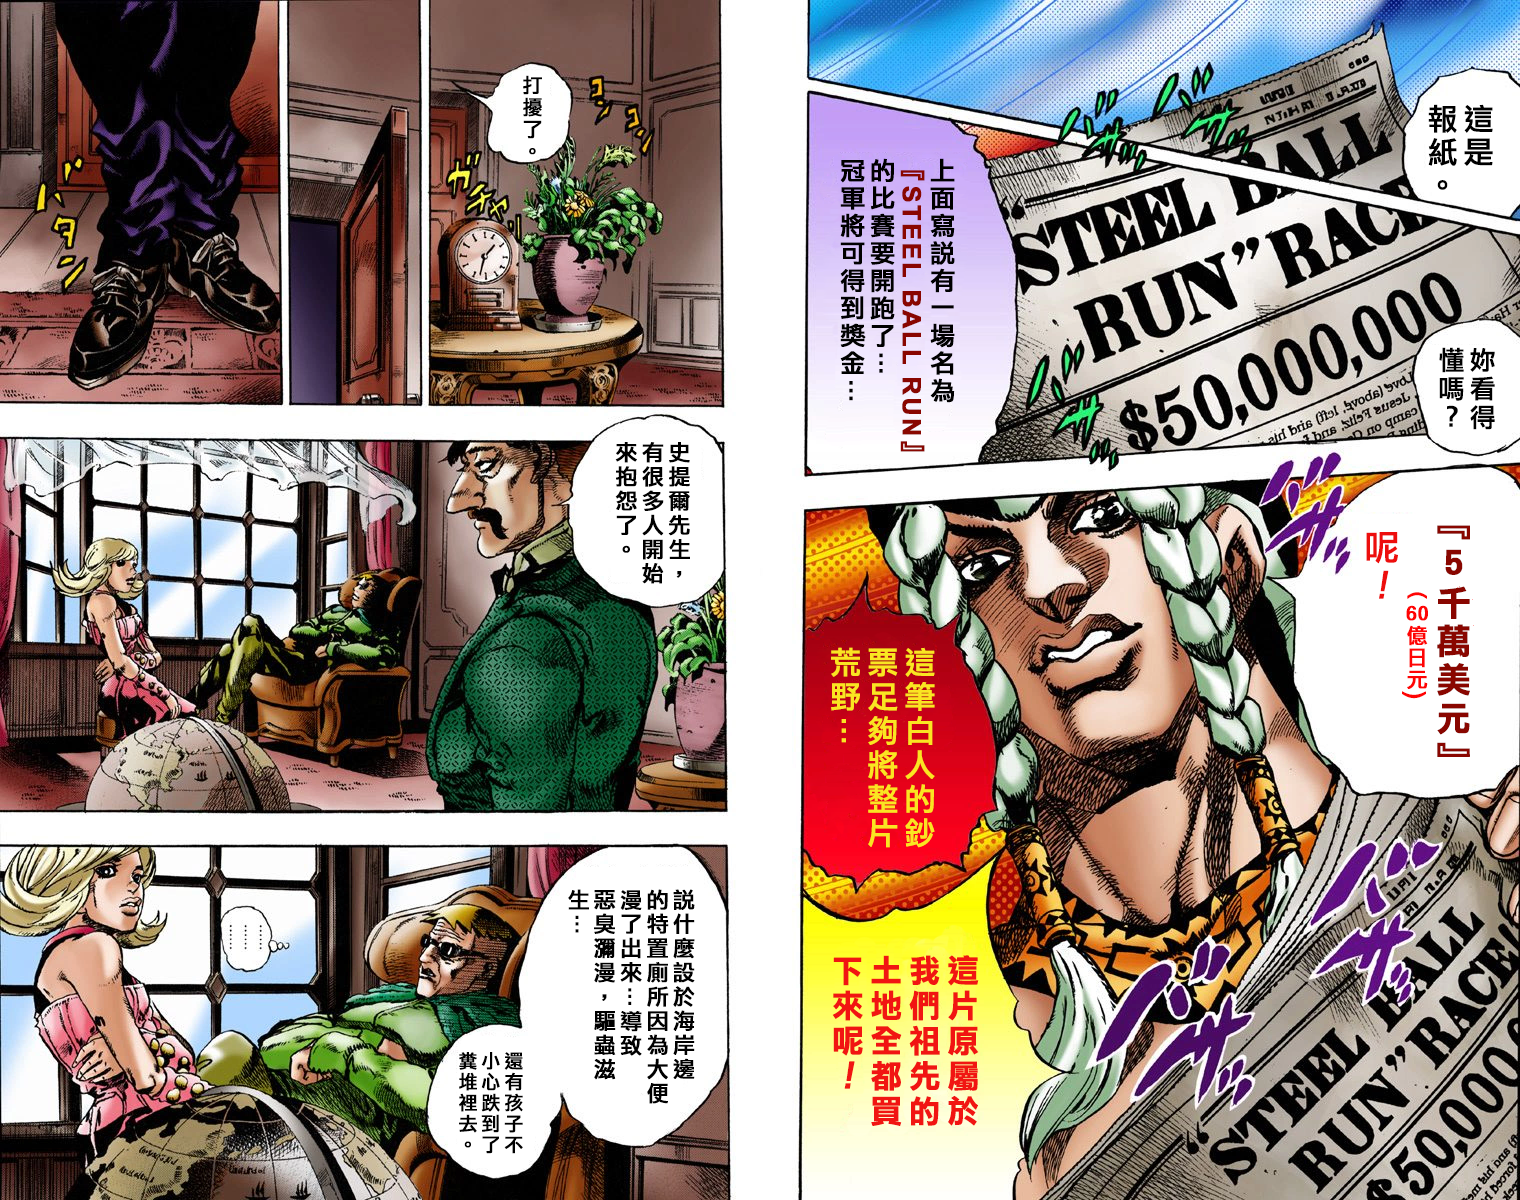 這是
報紙。
“STEEL BALL
RUN” RACE
$50,000,000
妳看得
懂嗎？
上面寫説有一場名為
『STEEL BALL RUN』
的比賽要開跑了…
冠軍將可得到獎金…
『5千萬美元』
（60億日元）
呢！
這筆白人的鈔
票足夠將整片
荒野…
這片原屬於
我們祖先的
土地全都買
下來呢！
“STEEL BALL
RUN” RACE!
$50,000,00
打擾了。
コンコン
ガチャ
バタン
史提爾先生，
有很多人開始
來抱怨了。
說什麼設於海岸邊
的特置廁所因為大便
漫了出來…導致
惡臭瀰漫，驅蟲滋
生…
還有孩子不
小心跌到了
糞堆裡去。
………